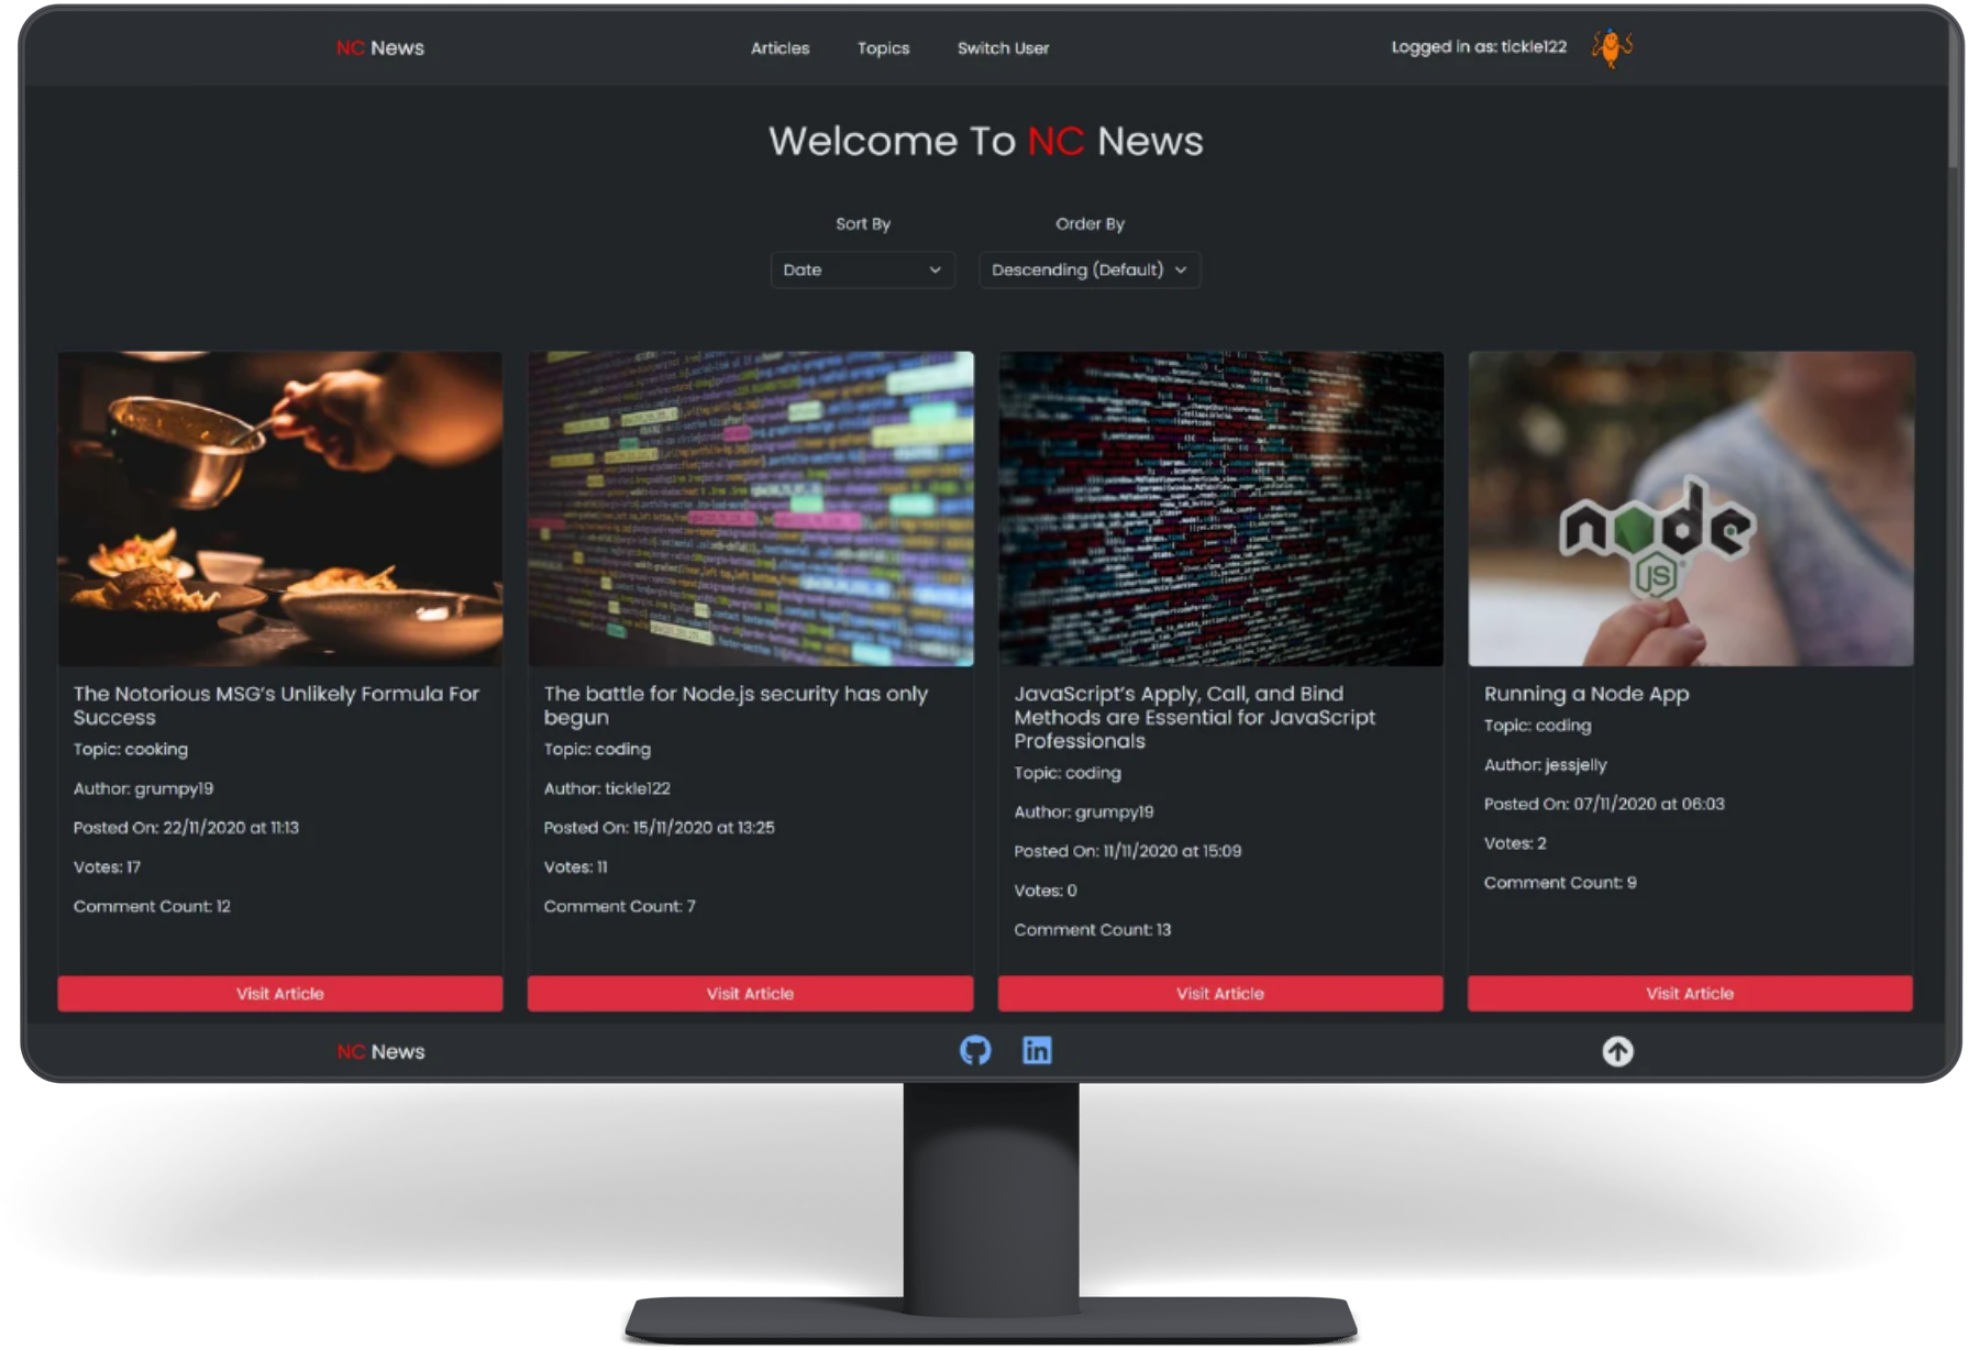 NC News
Articles
Topics
Switch User
Logged in as: tickle122
Welcome To NC News
Sort By
Order By
Date
Descending (Default)
node
JS
The Notorious MSG's Unlikely Formula For
Success
Topic: cooking
Author: grumpy19
Posted On: 22/11/2020 at 11:13
Votes: 17
Comment Count: 12
Visit Article
The battle for Node.js security has only
begun
Topic: coding
Author: tickle122
Posted On: 15/11/2020 at 13:25
Votes: 11
Comment Count: 7
Visit Article
JavaScript's Apply, Call, and Bind
Methods are Essential for JavaScript
Professionals
Topic: coding
Author: grumpy19
Posted On: 11/11/2020 at 15:09
Votes: 0
Comment Count: 13
Visit Article
Running a Node App
Topic: coding
Author: jessjelly
Posted On: 07/11/2020 at 06:03
Votes: 2
Comment Count: 9
Visit Article
NC News
in